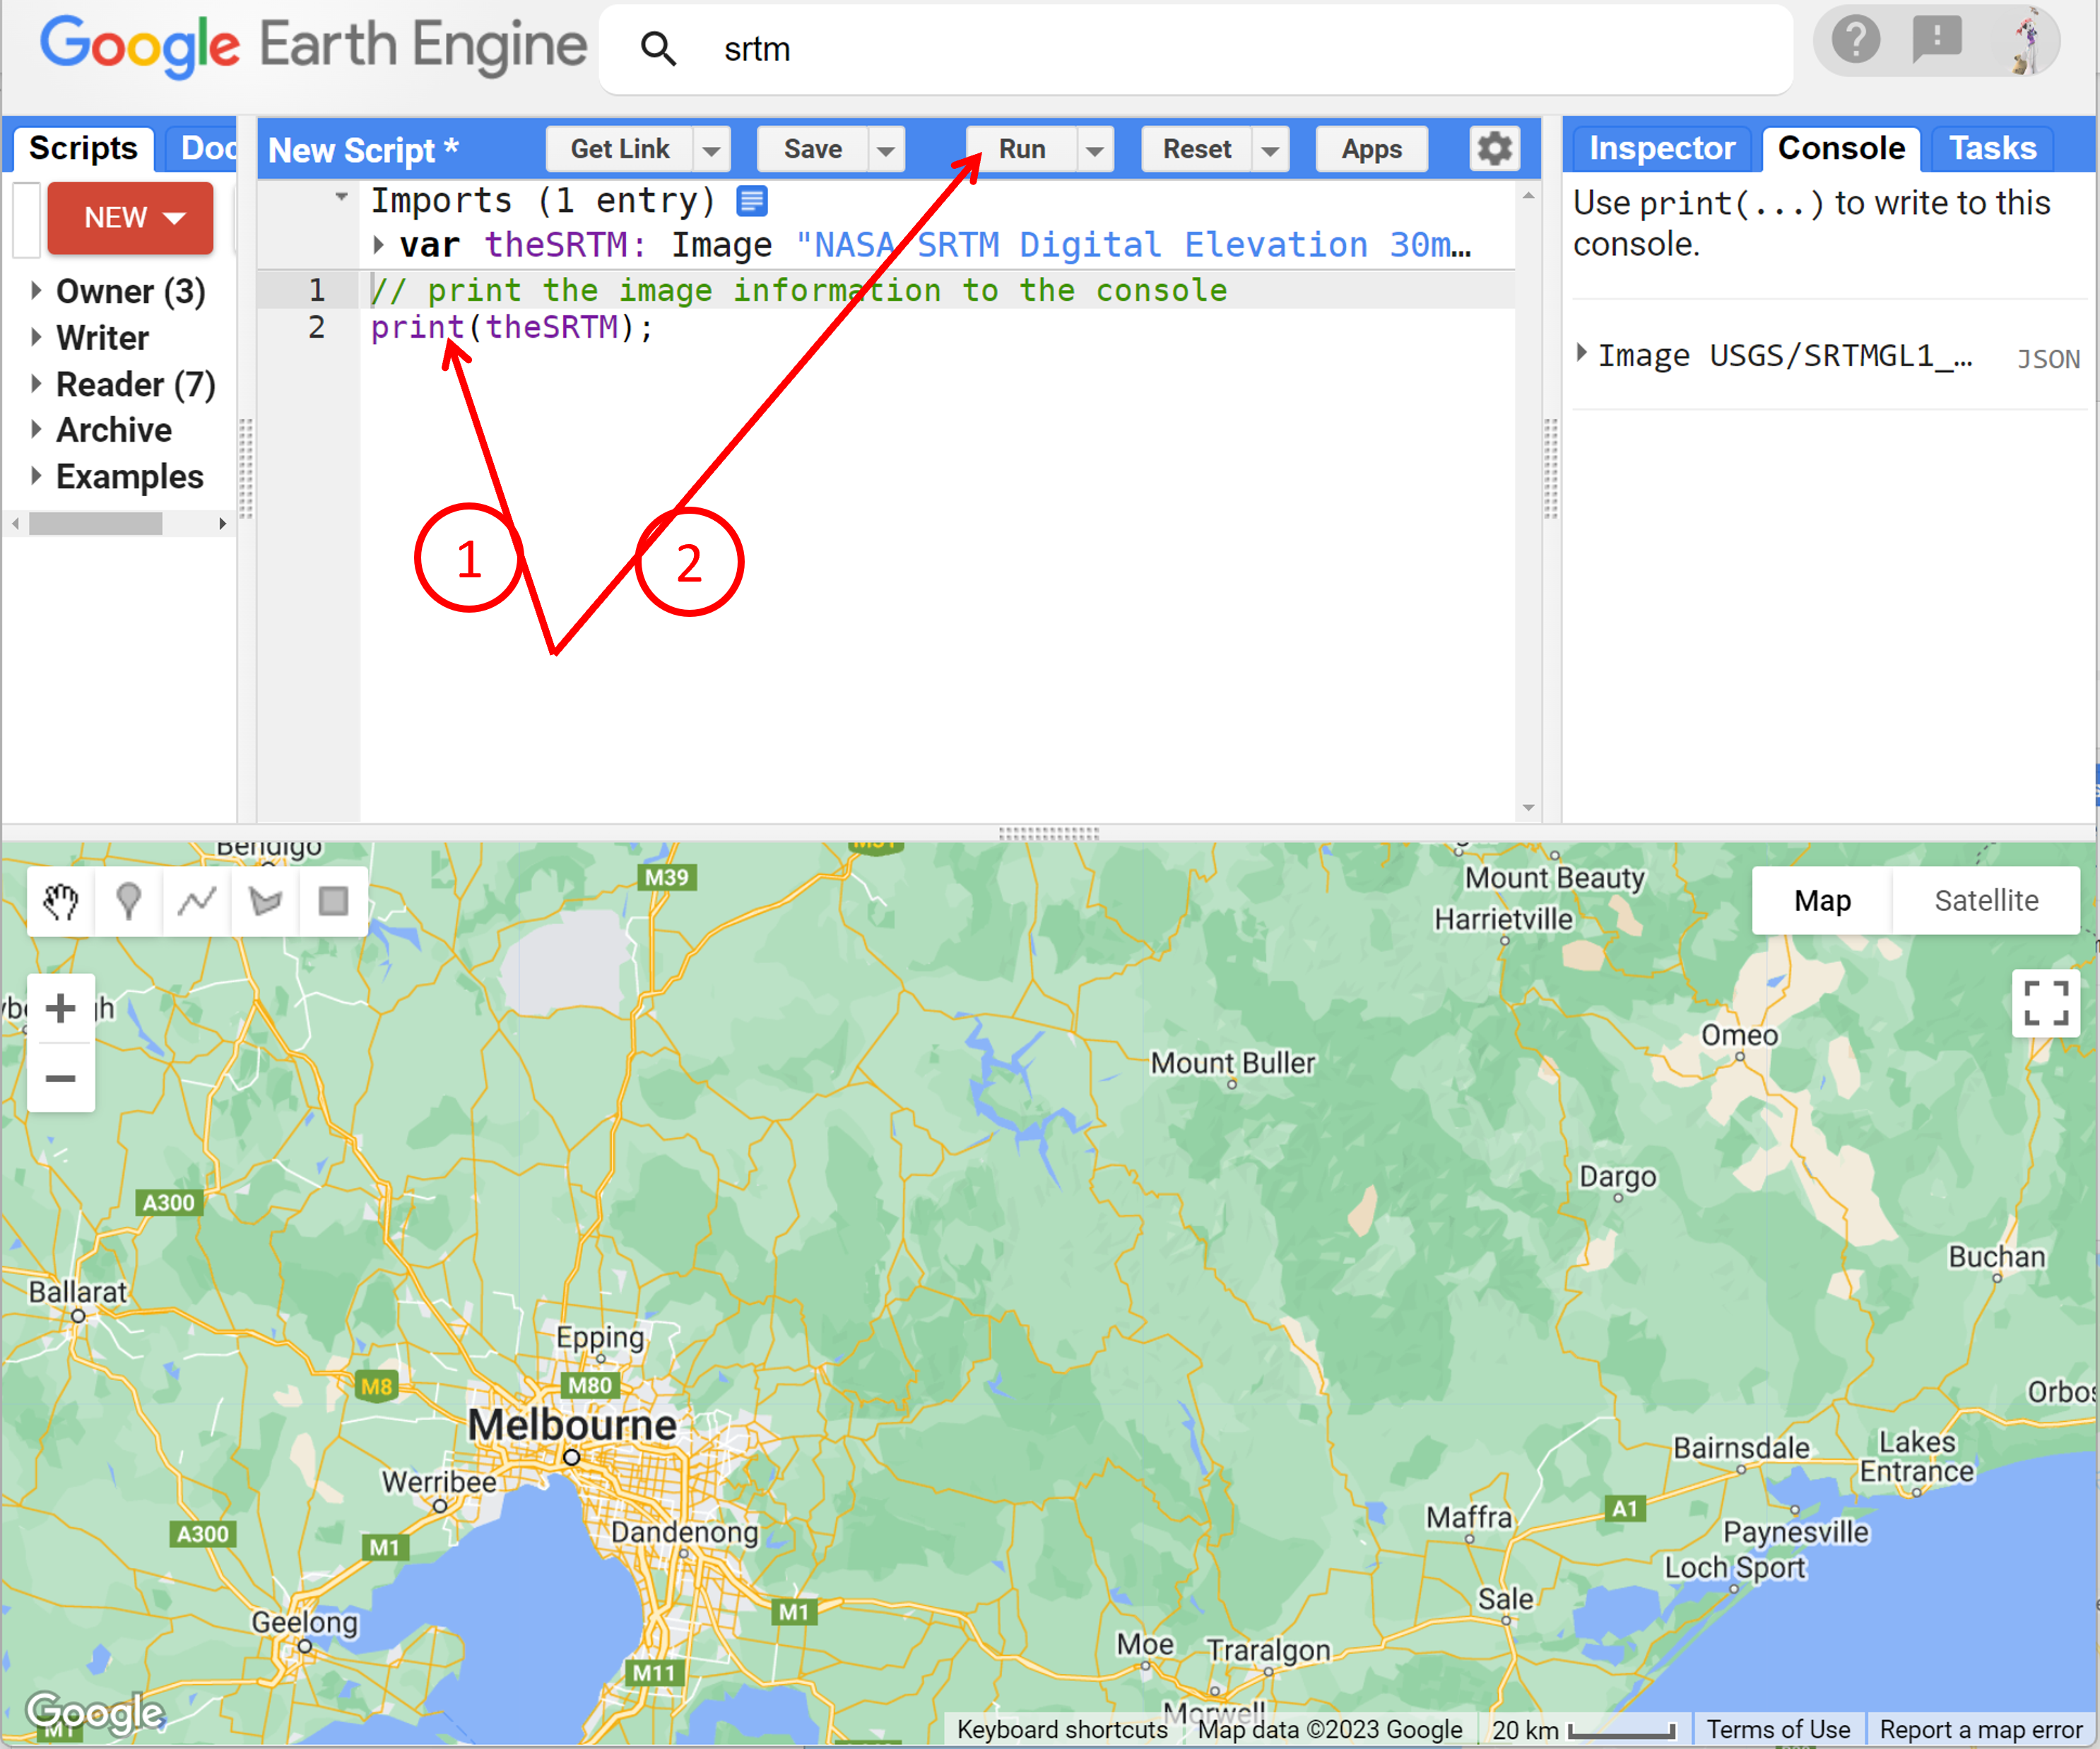 Google Earth Engine
srtm
Scripts
Doc
New Script *
Get Link
Save
Run
Reset
Apps
Inspector
Console
Tasks
NEW
Owner (3)
Writer
Reader (7)
Archive
Examples
Imports (1 entry)
var theSRTM: Image "NASA SRTM Digital Elevation 30m…
1 // print the image information to the console
2 print(theSRTM);
1
2
Use print(...) to write to this
console.
Image USGS/SRTMGL1_…
JSON
Bendigo
M39
M31
Mount Beauty
Harrietville
Map
Satellite
Omeo
Mount Buller
Dargo
A300
Buchan
Ballarat
Epping
M8
M80
Melbourne
Werribee
Dandenong
A300
M1
Geelong
M1
M11
Orbos
Bairnsdale
Lakes
Entrance
Maffra
A1
Paynesville
Loch Sport
Sale
Moe
Traralgon
Morwell
Google
M1
Keyboard shortcuts
Map data ©2023 Google
20 km
Terms of Use
Report a map error